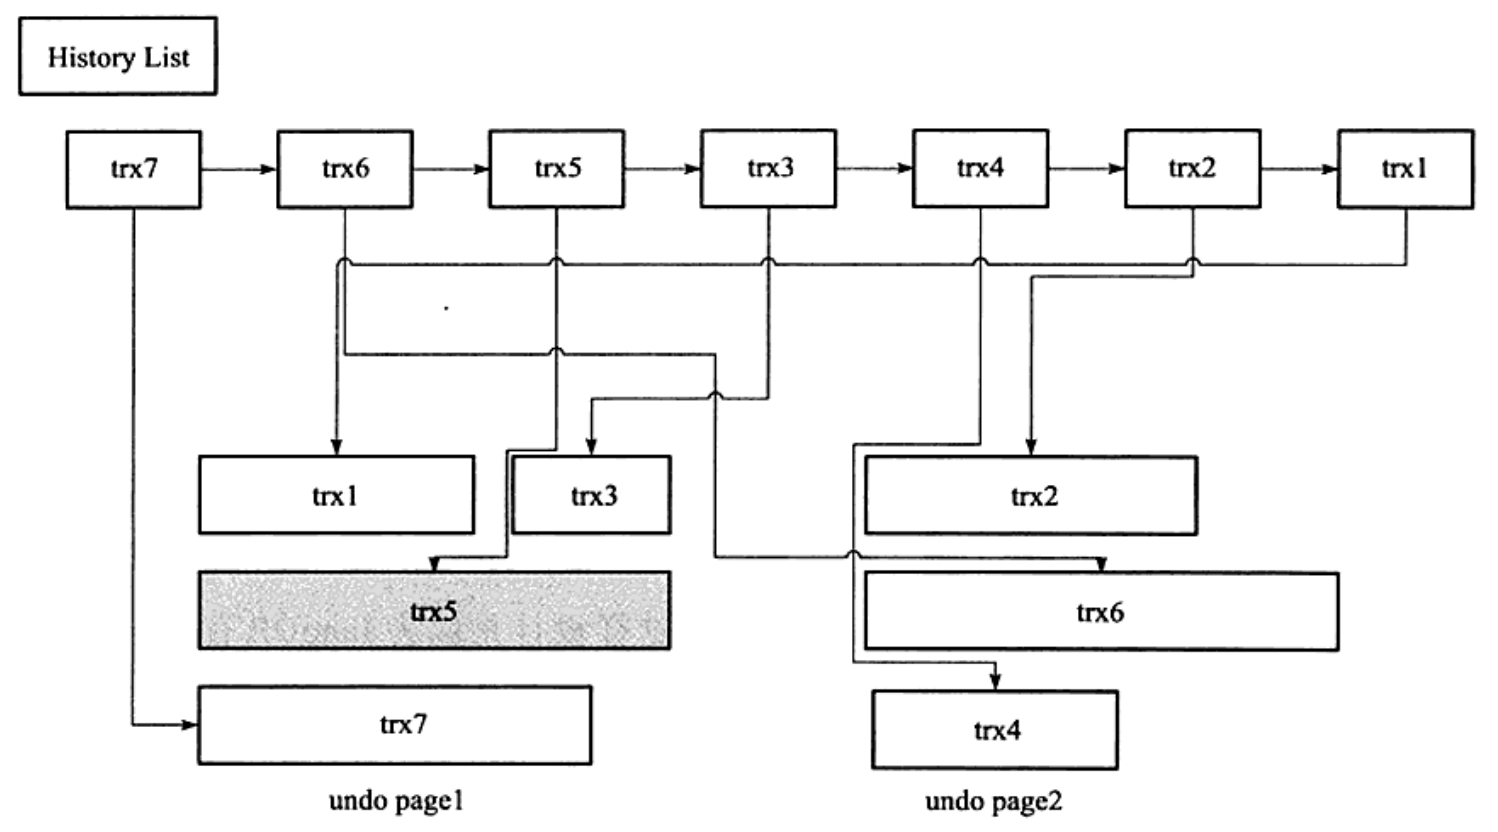 History List
trx7 trx6 trx5 trx3 trx4 trx2 trx1
trx1 trx3 trx2
trx5 trx6
trx7 trx4
undo page1 undo page2